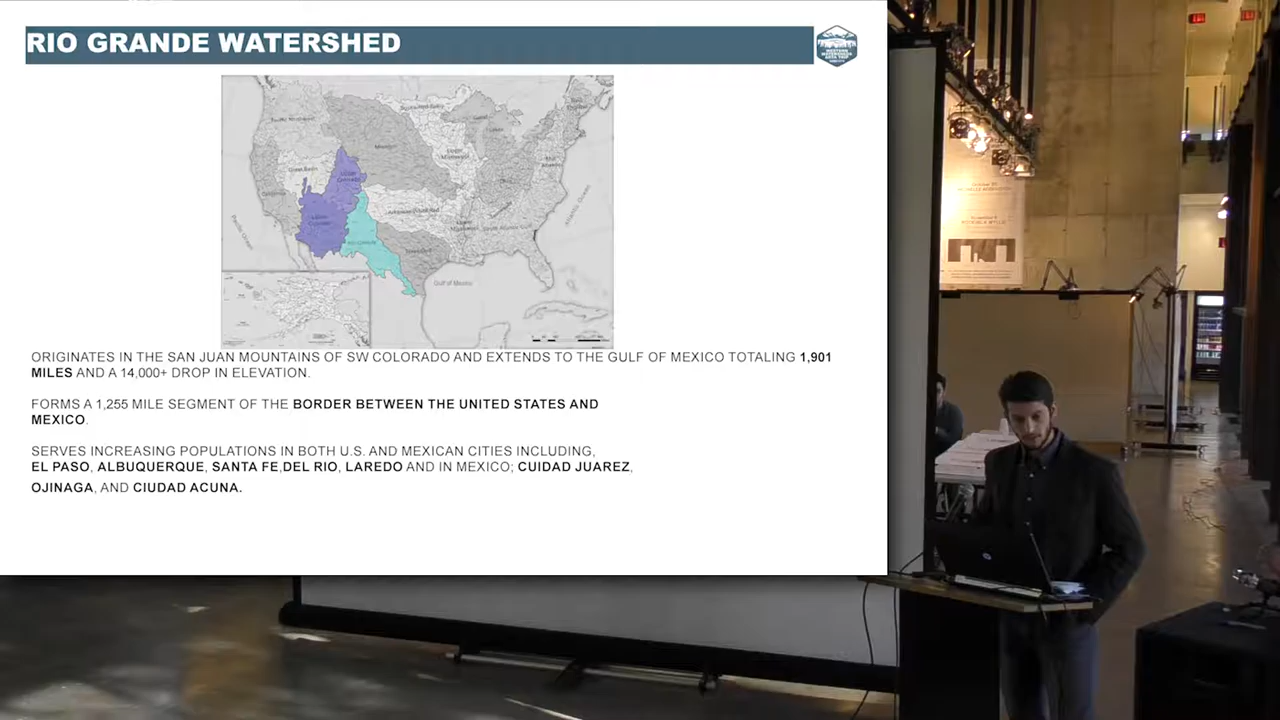 RIO GRANDE WATERSHED
Gulf of Mexico
ORIGINATES IN THE SAN JUAN MOUNTAINS OF SW COLORADO AND EXTENDS TO THE GULF OF MEXICO TOTALING 1,901
MILES AND A 14,000+ DROP IN ELEVATION.
FORMS A 1,255 MILE SEGMENT OF THE BORDER BETWEEN THE UNITED STATES AND
MEXICO.
SERVES INCREASING POPULATIONS IN BOTH U.S. AND MEXICAN CITIES INCLUDING,
EL PASO, ALBUQUERQUE, SANTA FE,DEL RIO, LAREDO AND IN MEXICO; CUIDAD JUAREZ,
OJINAGA, AND CIUDAD ACUNA.